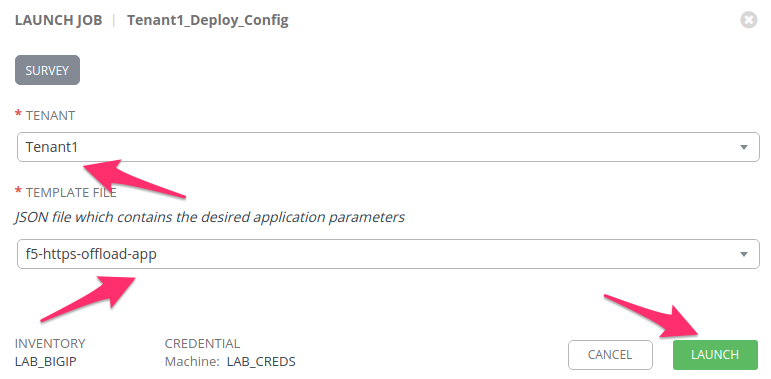 LAUNCH JOB | Tenant1_Deploy_Config
SURVEY
* TENANT
Tenant1
* TEMPLATE FILE
JSON file which contains the desired application parameters
f5-https-offload-app
INVENTORY
LAB_BIGIP
CREDENTIAL
Machine: LAB_CREDS
CANCEL
LAUNCH